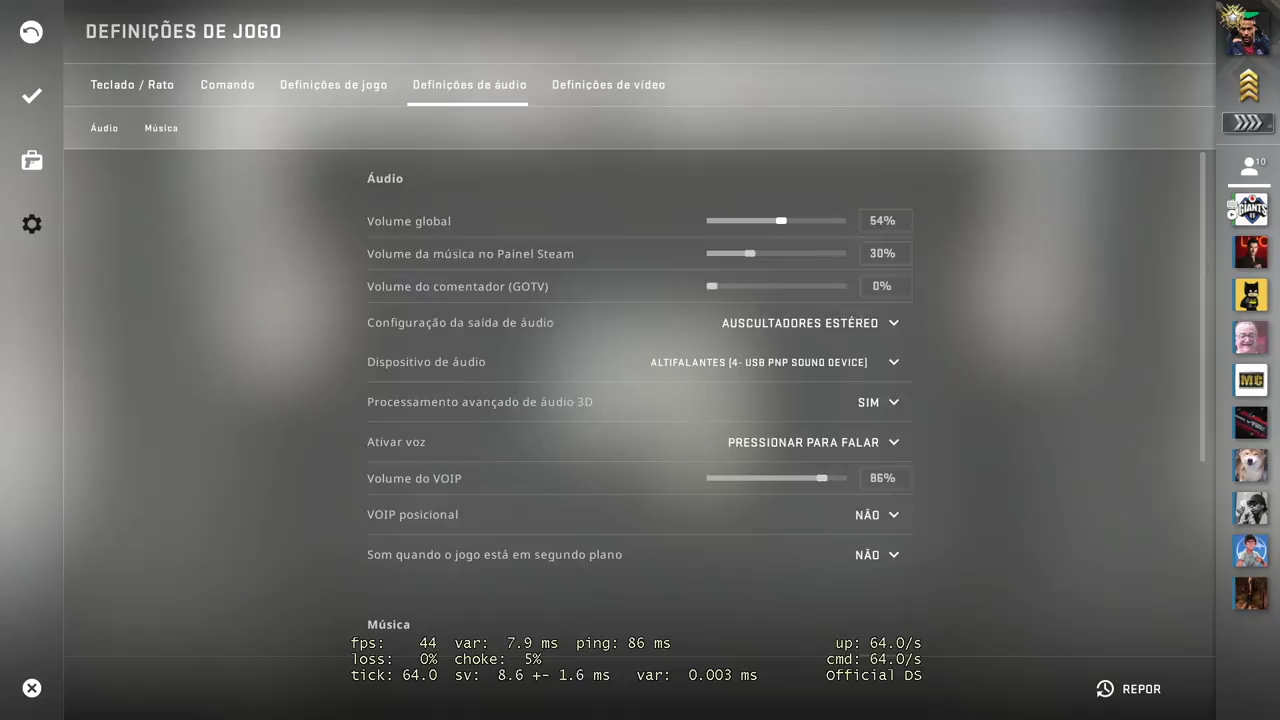 DEFINIÇÕES DE JOGO
Teclado / Rato Comando Definições de jogo Definições de áudio Definições de vídeo
Áudio Música
10
GIANTS
Áudio
Volume global 54%
Volume da música no Painel Steam 30%
Volume do comentador (GOTV) 0%
Configuração da saída de áudio AUSCULTADORES ESTÉREO
Dispositivo de áudio ALTIFALANTES (4- USB PNP SOUND DEVICE)
Processamento avançado de áudio 3D SIM
MC
Ativar voz PRESSIONAR PARA FALAR
Volume do VOIP 86%
VOIP posicional NÃO
Som quando o jogo está em segundo plano NÃO
Música
fps: 44 var: 7.9 ms ping: 86 ms up: 64.0/s
loss: 0% choke: 5% cmd: 64.0/s
tick: 64.0 sv: 8.6 +- 1.6 ms var: 0.003 ms Official DS
REPOR